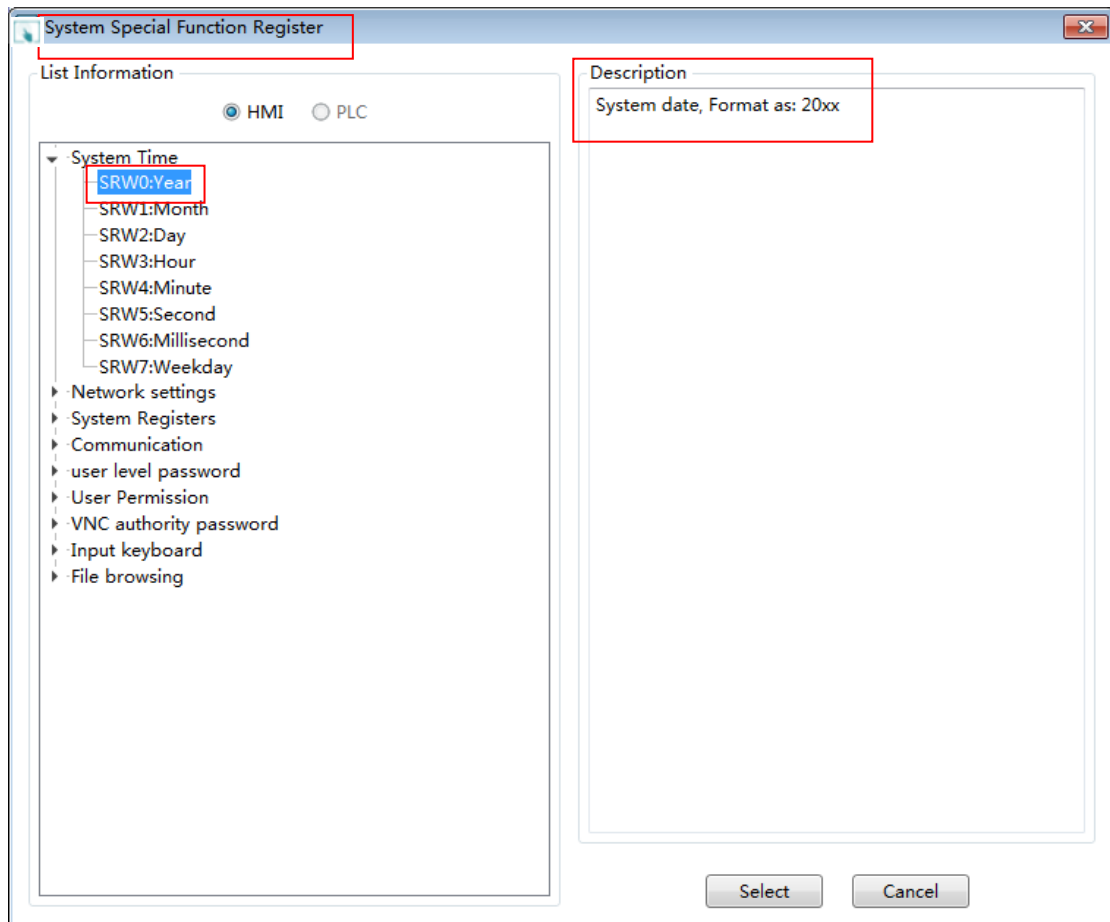 System Special Function Register
List Information
HMI PLC
System Time
SRW0:Year
SRW1:Month
SRW2:Day
SRW3:Hour
SRW4:Minute
SRW5:Second
SRW6:Millisecond
SRW7:Weekday
Network settings
System Registers
Communication
user level password
User Permission
VNC authority password
Input keyboard
File browsing
Description
System date, Format as: 20xx
Select Cancel